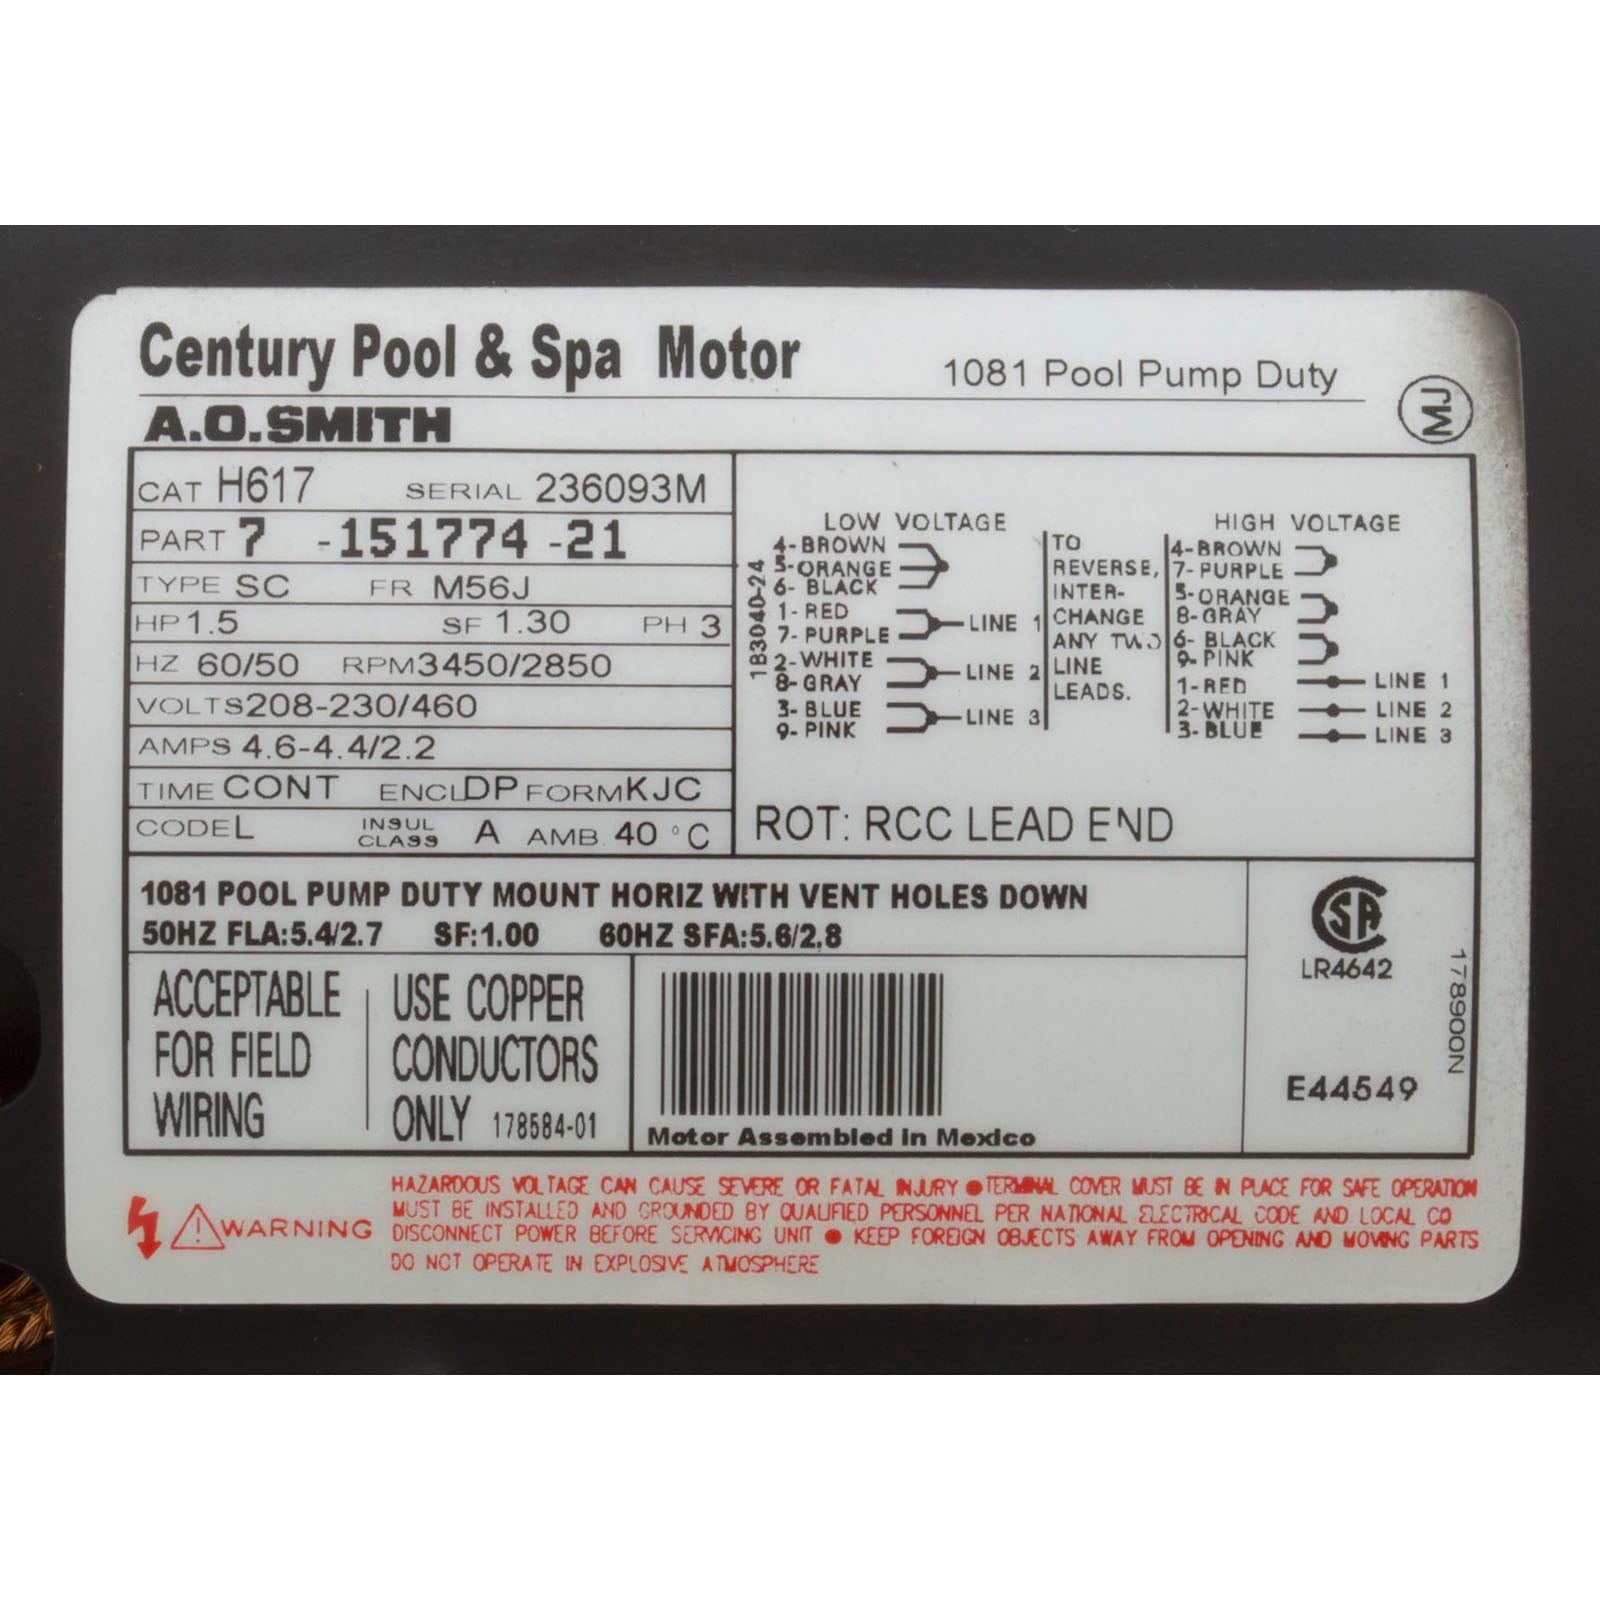 Century Pool & Spa Motor
1081 Pool Pump Duty
MJ
A.O.SMITH
CAT H617 SERIAL 236093M
PART 7 -151774 -21
TYPE SC FR M56J
HP 1.5 SF 1.30 PH 3
HZ 60/50 RPM 3450/2850
VOLTS 208-230/460
AMPS 4.6-4.4/2.2
TIME CONT ENCL DP FORM KJC
CODE L INSUL CLASS A AMB. 40 °C
1B3040-24
LOW VOLTAGE
4-BROWN
5-ORANGE
6- BLACK
1- RED
7- PURPLE
LINE 1
2-WHITE
8-GRAY
LINE 2
3- BLUE
9- PINK
LINE 3
TO
REVERSE,
INTER-
CHANGE
ANY TWO
LINE
LEADS.
HIGH VOLTAGE
4-BROWN
7-PURPLE
5-ORANGE
8-GRAY
6- BLACK
9- PINK
1-RED LINE 1
2-WHITE LINE 2
3-BLUE LINE 3
ROT: RCC LEAD END
1081 POOL PUMP DUTY MOUNT HORIZ WITH VENT HOLES DOWN
50HZ FLA:5.4/2.7 SF:1.00 60HZ SFA:5.6/2.8
ACCEPTABLE
FOR FIELD
WIRING
USE COPPER
CONDUCTORS
ONLY 178584-01
Motor Assembled in Mexico
SA
LR4642
178900N
E44549
WARNING
HAZARDOUS VOLTAGE CAN CAUSE SEVERE OR FATAL INJURY ● TERMINAL COVER MUST BE IN PLACE FOR SAFE OPERATION
MUST BE INSTALLED AND GROUNDED BY QUALIFIED PERSONNEL PER NATIONAL ELECTRICAL CODE AND LOCAL CO
DISCONNECT POWER BEFORE SERVICING UNIT ● KEEP FOREIGN OBJECTS AWAY FROM OPENING AND MOVING PARTS
DO NOT OPERATE IN EXPLOSIVE ATMOSPHERE